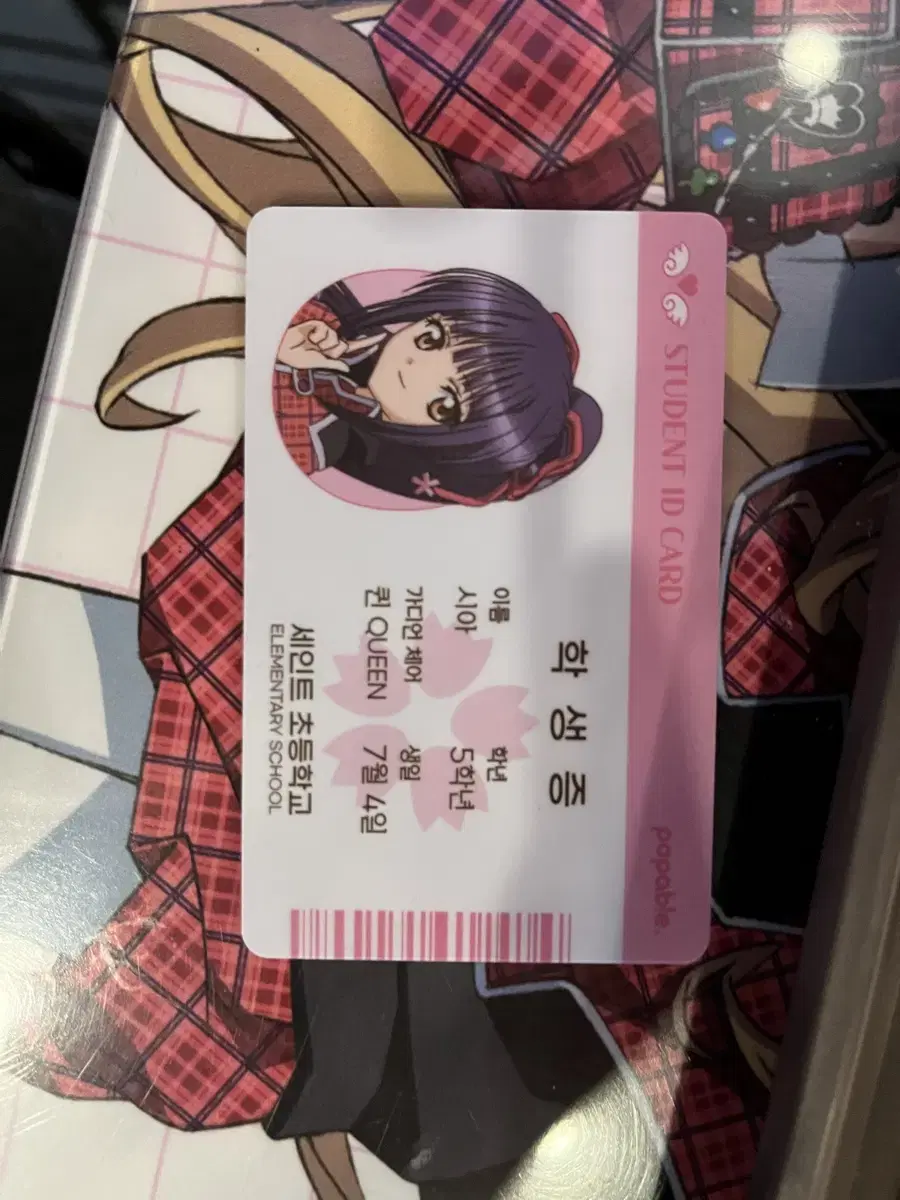 STUDENT ID CARD
popable.
학생증
이름
시아
학년
5학년
가디언 체어
퀸 QUEEN
생일
7월 4일
세인트 초등학교
ELEMENTARY SCHOOL